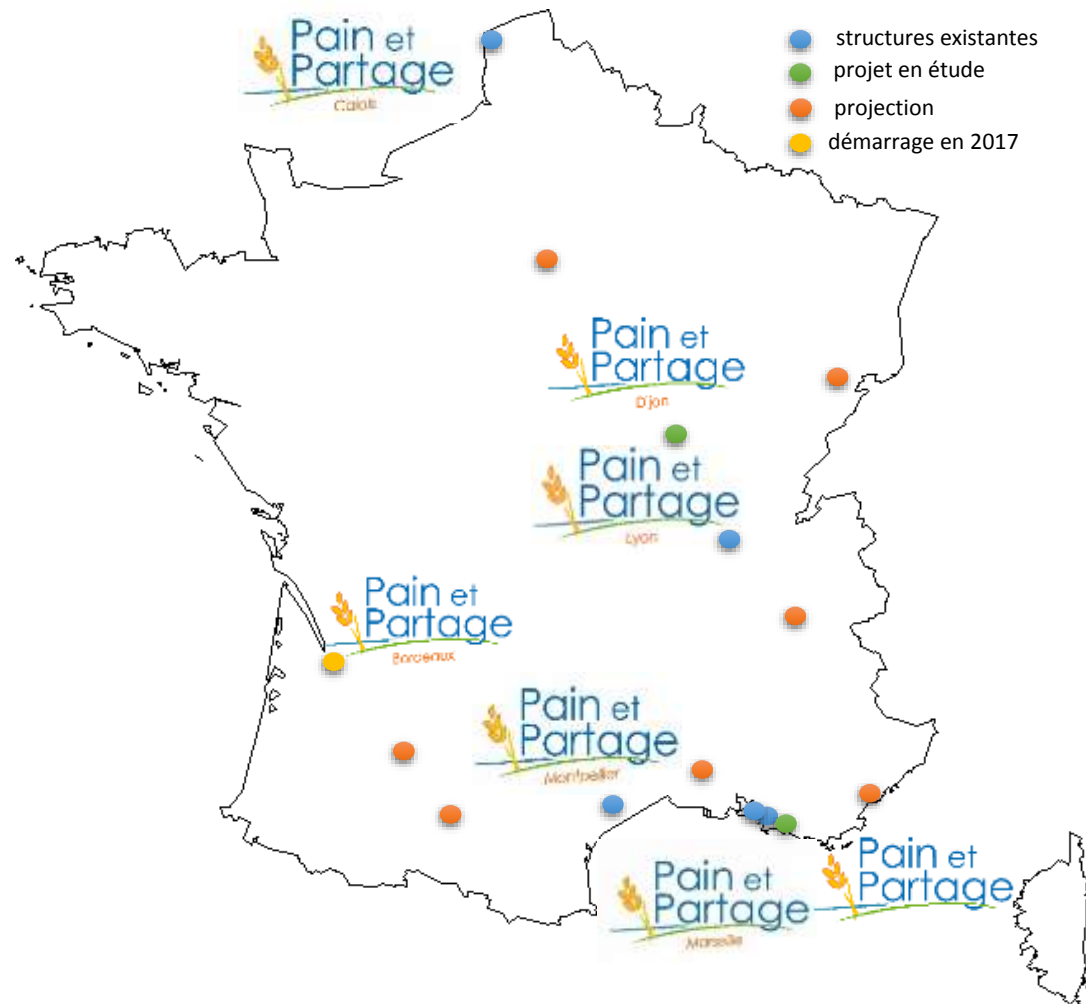 Pain et
Partage
Calais
structures existantes
projet en étude
projection
démarrage en 2017
Pain et
Partage
Dijon
Pain et
Partage
Lyon
Pain et
Partage
Bordeaux
Pain et
Partage
Montpellier
Pain et
Partage
Marseille
Pain et
Partage